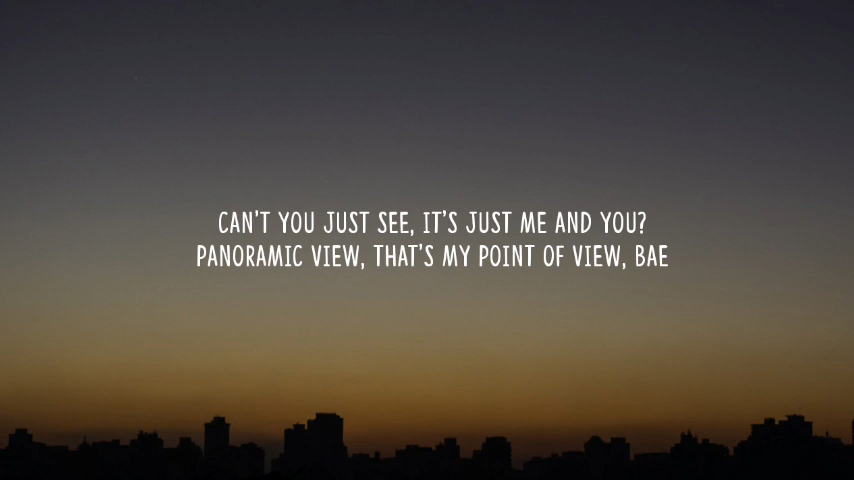 CAN'T YOU JUST SEE, IT'S JUST ME AND YOU?
PANORAMIC VIEW, THAT'S MY POINT OF VIEW, BAE